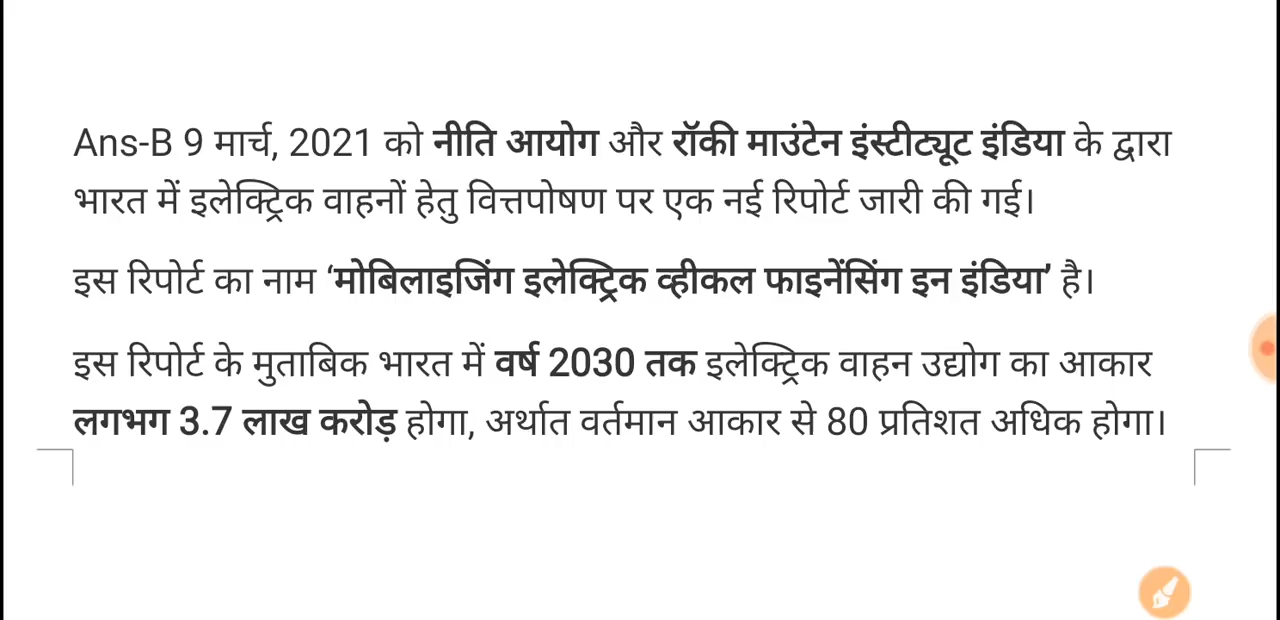 Ans-B 9 मार्च, 2021 को नीति आयोग और रॉकी माउंटेन इंस्टीट्यूट इंडिया के द्वारा
भारत में इलेक्ट्रिक वाहनों हेतु वित्तपोषण पर एक नई रिपोर्ट जारी की गई।
इस रिपोर्ट का नाम ‘मोबिलाइजिंग इलेक्ट्रिक व्हीकल फाइनेंसिंग इन इंडिया’ है।
इस रिपोर्ट के मुताबिक भारत में वर्ष 2030 तक इलेक्ट्रिक वाहन उद्योग का आकार
लगभग 3.7 लाख करोड़ होगा, अर्थात वर्तमान आकार से 80 प्रतिशत अधिक होगा।